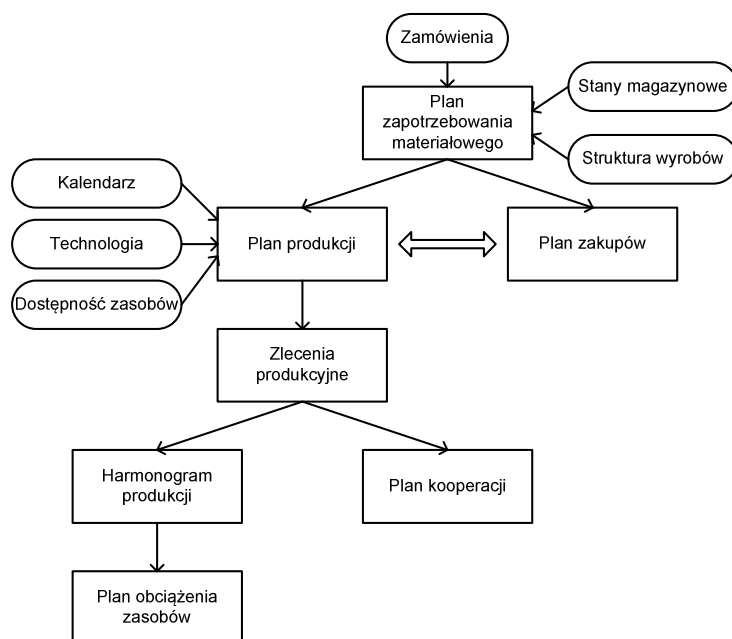 Zamówienia
Plan
zapotrzebowania
materiałowego
Stany magazynowe
Struktura wyrobów
Kalendarz
Technologia
Dostępność zasobów
Plan produkcji
Plan zakupów
Zlecenia
produkcyjne
Harmonogram
produkcji
Plan kooperacji
Plan obciążenia
zasobów